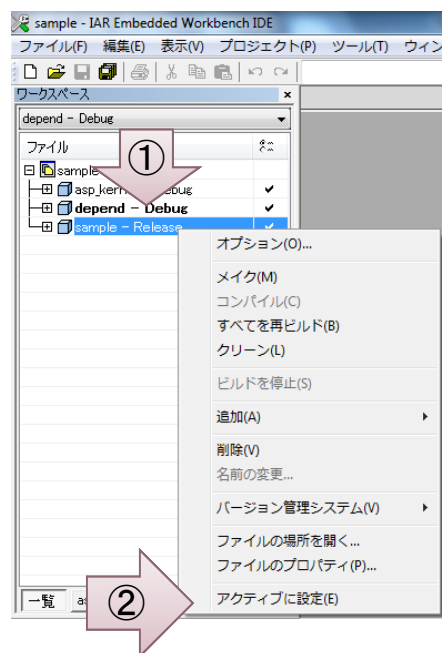 sample - IAR Embedded Workbench IDE
ファイル(F) 編集(E) 表示(V) プロジェクト(P) ツール(T) ウィン
ワークスペース
depend - Debug
ファイル
sample
①
asp_ker
depend - Debug
sample - Release
オプション(O)...
メイク(M)
コンパイル(C)
すべてを再ビルド(B)
クリーン(L)
ビルドを停止(S)
追加(A)
削除(V)
名前の変更...
バージョン管理システム(V)
ファイルの場所を開く...
ファイルのプロパティ(P)...
アクティブに設定(E)
一覧
②